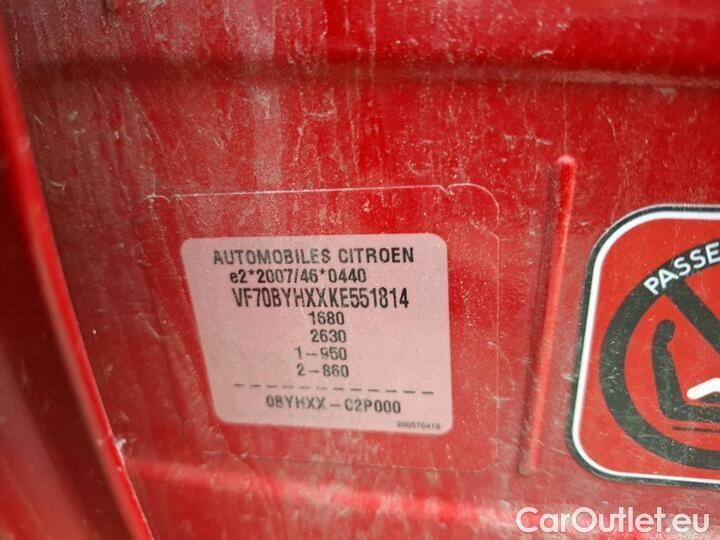 AUTOMOBILES CITROEN
e2*2007/46*0440
VF70BYHXXKE551814
1680
2630
1-950
2-860
0BYHXX-C2P000
PASSE
CarOutlet.eu